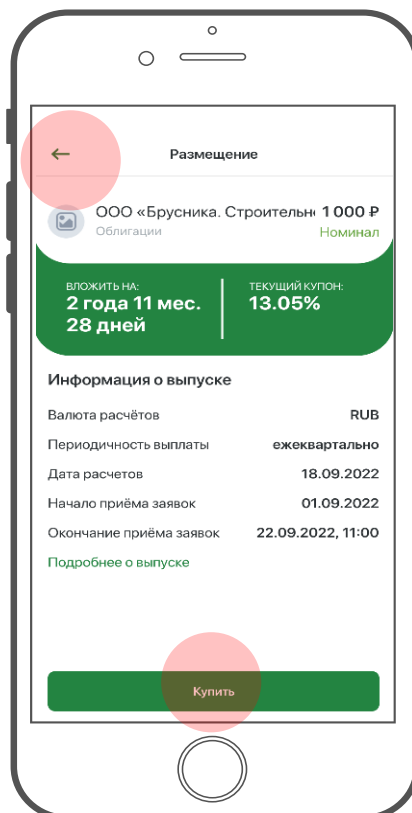 Размещение
ООО «Брусника. Строительн 1 000 ₽
Облигации Номинал
ВЛОЖИТЬ НА: ТЕКУЩИЙ КУПОН:
2 года 11 мес. 13.05%
28 дней
Информация о выпуске
Валюта расчётов RUB
Периодичность выплаты ежеквартально
Дата расчетов 18.09.2022
Начало приёма заявок 01.09.2022
Окончание приёма заявок 22.09.2022, 11:00
Подробнее о выпуске
Купить